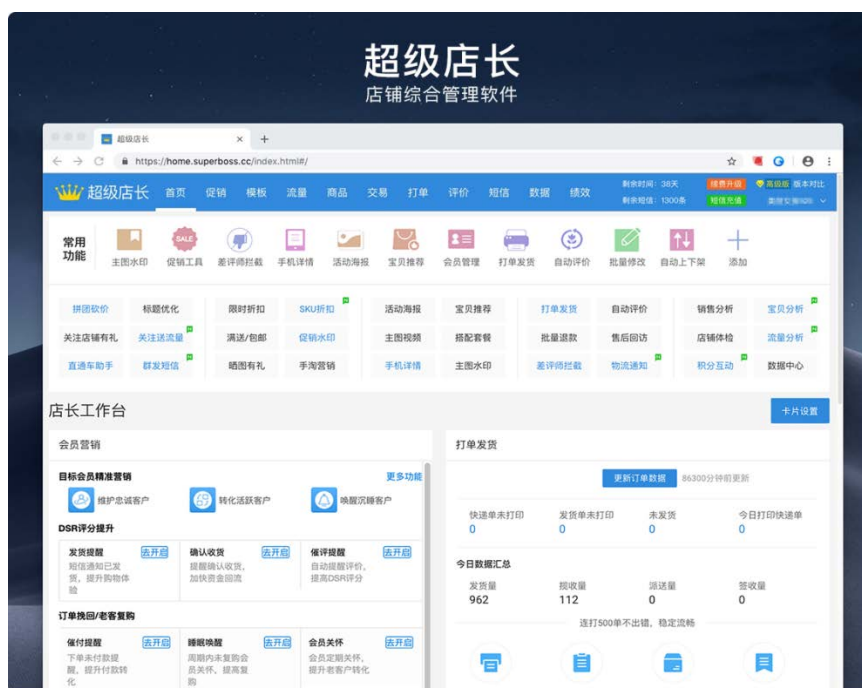 超级店长
店铺综合管理软件
超级店长 × +
https://home.superboss.cc/index.html#/
超级店长 首页 促销 模板 流量 商品 交易 打单 评价 短信 数据 绩效 剩余时间：38天 续费升级 高级版 版本对比
剩余短信：1300条 短信充值
常用功能 主图水印 促销工具 SALE 差评师拦截 手机详情 活动海报 宝贝推荐 会员管理 打单发货 自动评价 批量修改 自动上下架 添加
拼团砍价 标题优化 限时折扣 SKU折扣 活动海报 宝贝推荐 打单发货 自动评价 销售分析 宝贝分析
关注店铺有礼 关注送流量 满送/包邮 促销水印 主图视频 搭配套餐 批量退款 售后回访 店铺体检 流量分析
直通车助手 群发短信 晒图有礼 手淘营销 手机详情 主图水印 差评师拦截 物流通知 积分互动 数据中心
店长工作台 卡片设置
会员营销
目标会员精准营销 更多功能
维护忠诚客户 转化活跃客户 唤醒沉睡客户
DSR评分提升
发货提醒 去开启 确认收货 去开启 催评提醒 去开启
短信通知已发 提醒确认收货， 自动提醒评价，
货，提升购物体 加快资金回流 提高DSR评分
验
订单挽回/老客复购
催付提醒 去开启 睡眠唤醒 去开启 会员关怀 去开启
下单未付款提 周期内未复购会 会员定期关怀，
醒，提升付款转 员关怀，提高复 提升老客户转化
化 购
打单发货
更新订单数据 86300分钟前更新
快递单未打印 发货单未打印 未发货 今日打印快递单
0 0 0 0
今日数据汇总
发货量 揽收量 派送量 签收量
962 112 0 0
连打500单不出错，稳定流畅